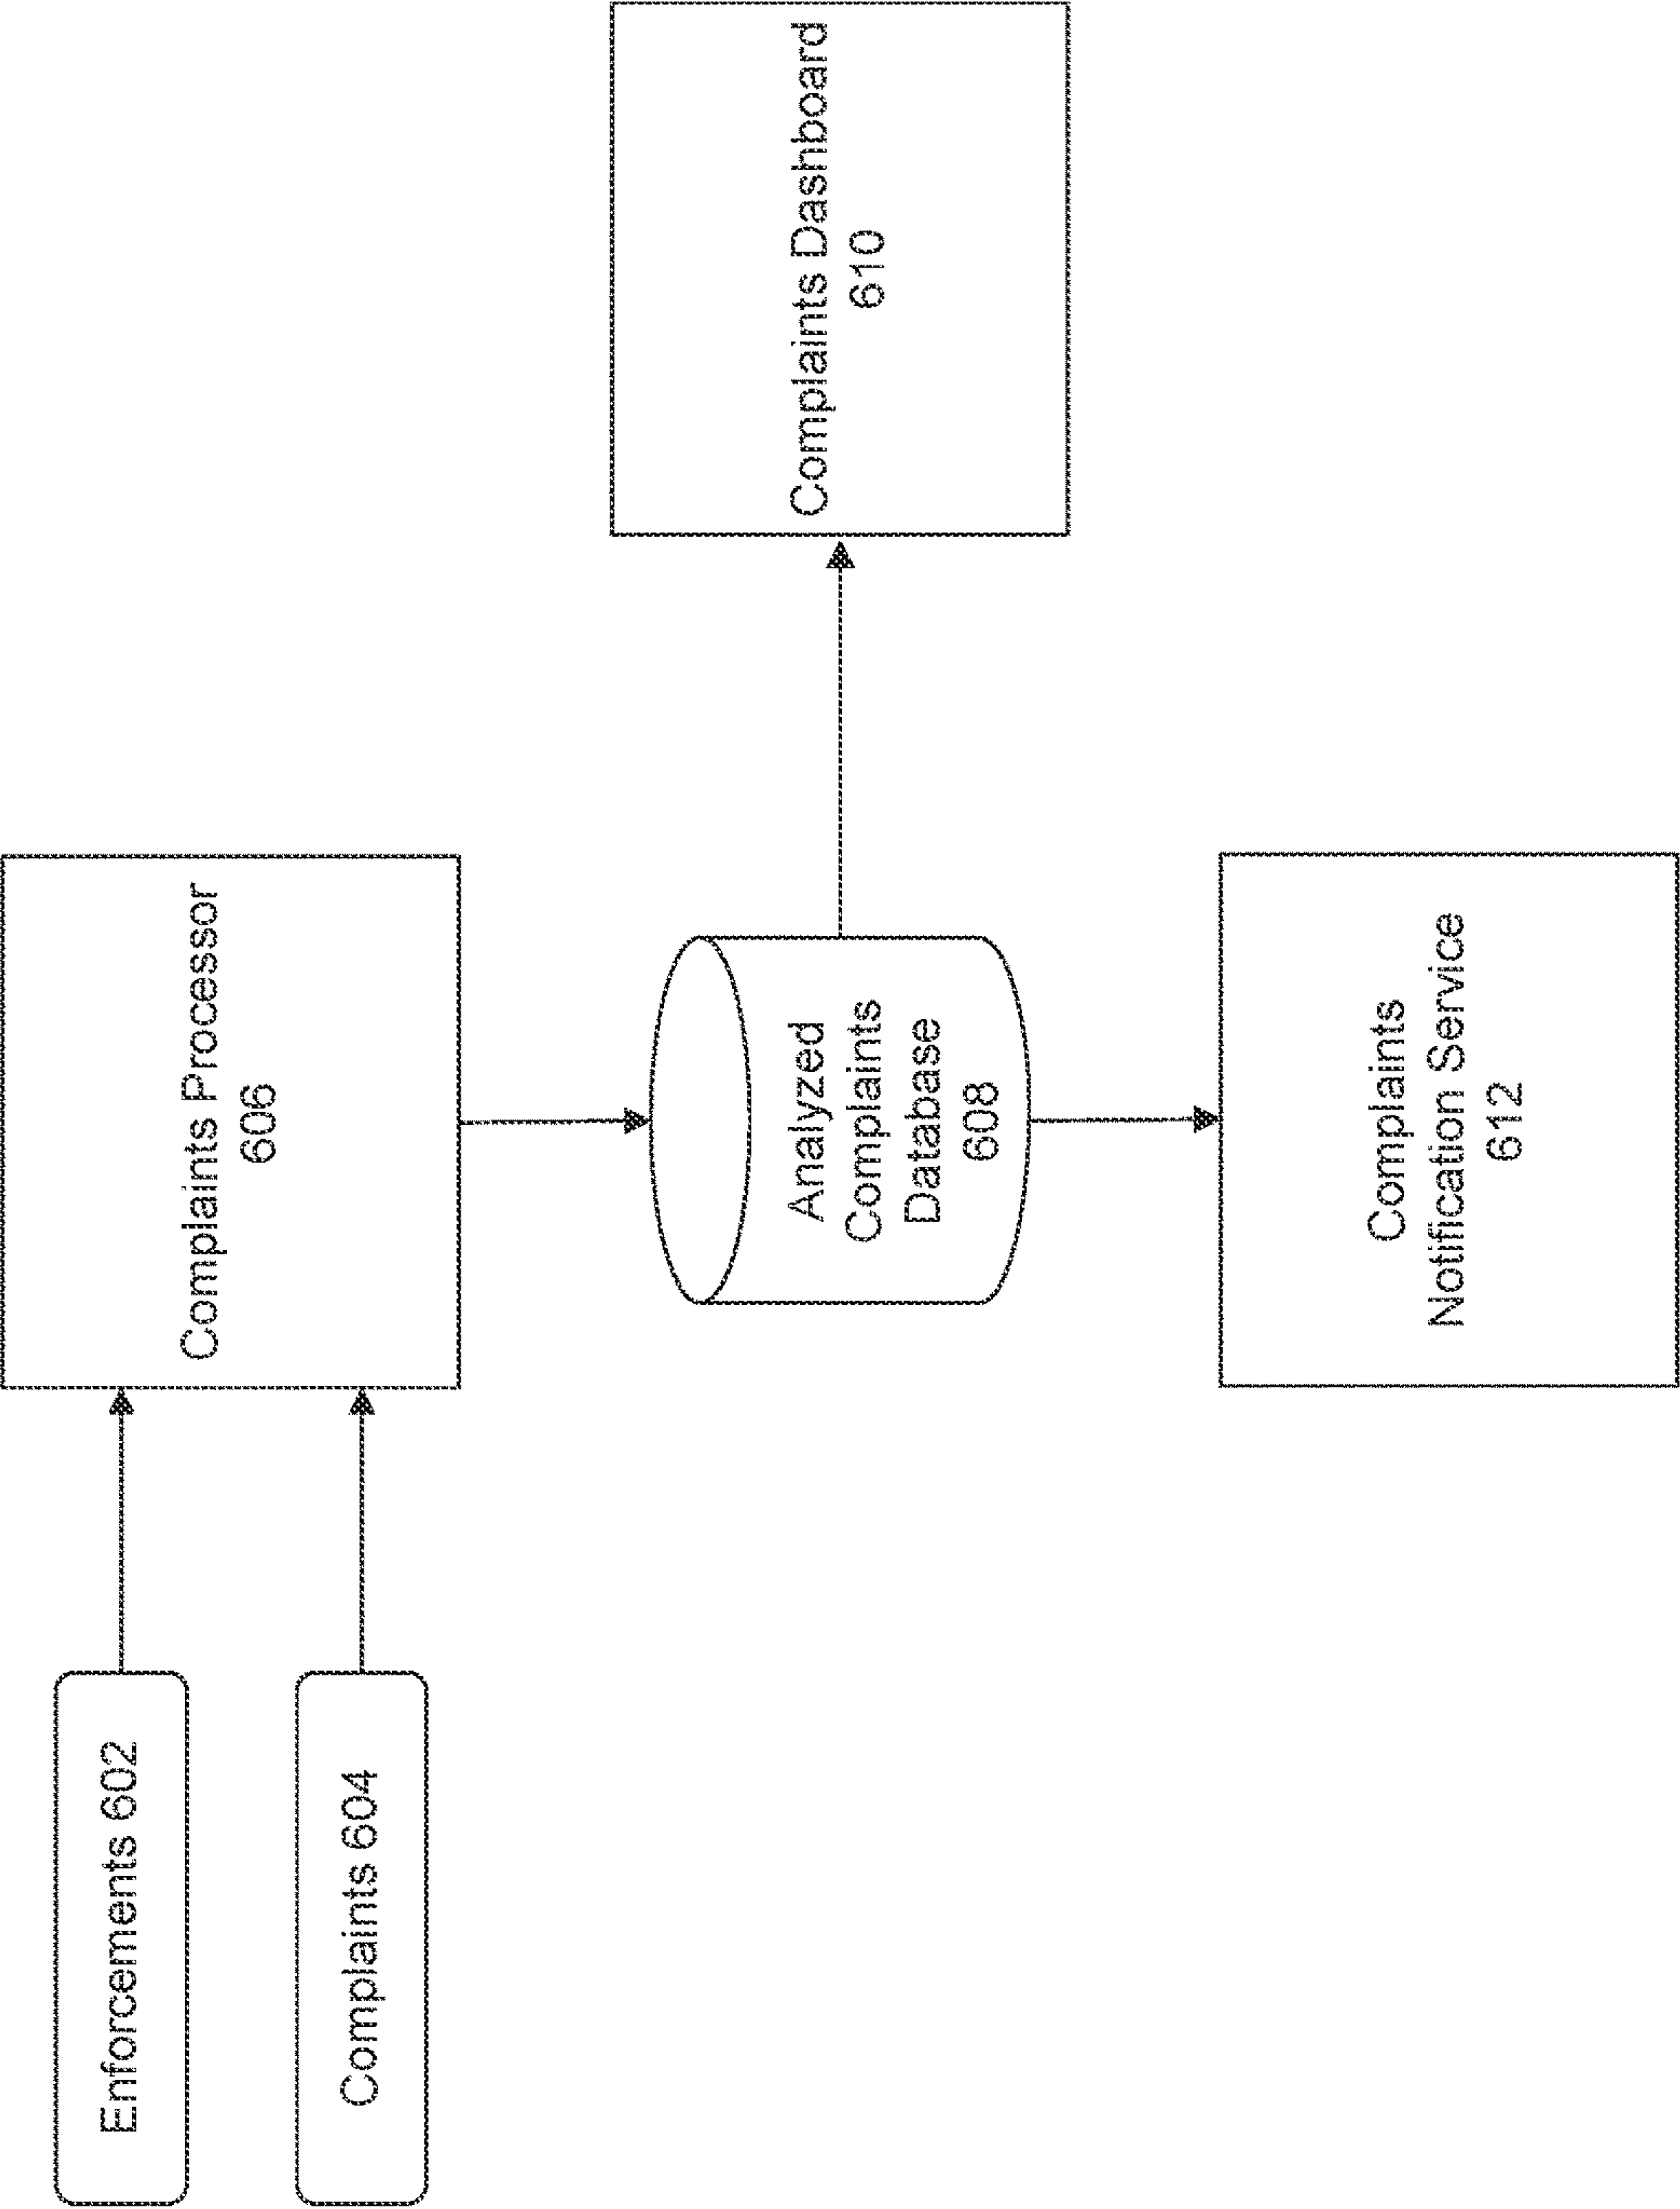 Enforcements 602
Complaints 604
Complaints Processor
606
Analyzed
Complaints
Database
608
Complaints Dashboard
610
Complaints
Notification Service
612